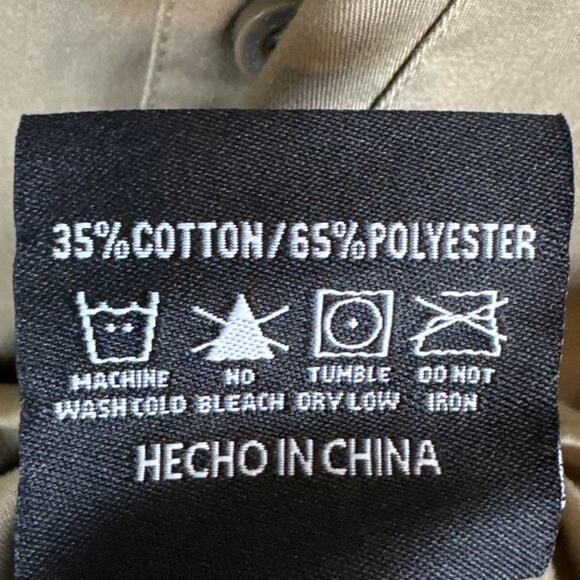 35%COTTON/65%POLYESTER
MACHINE NO TUMBLE DO NOT
WASH COLD BLEACH DRY LOW IRON
HECHO IN CHINA